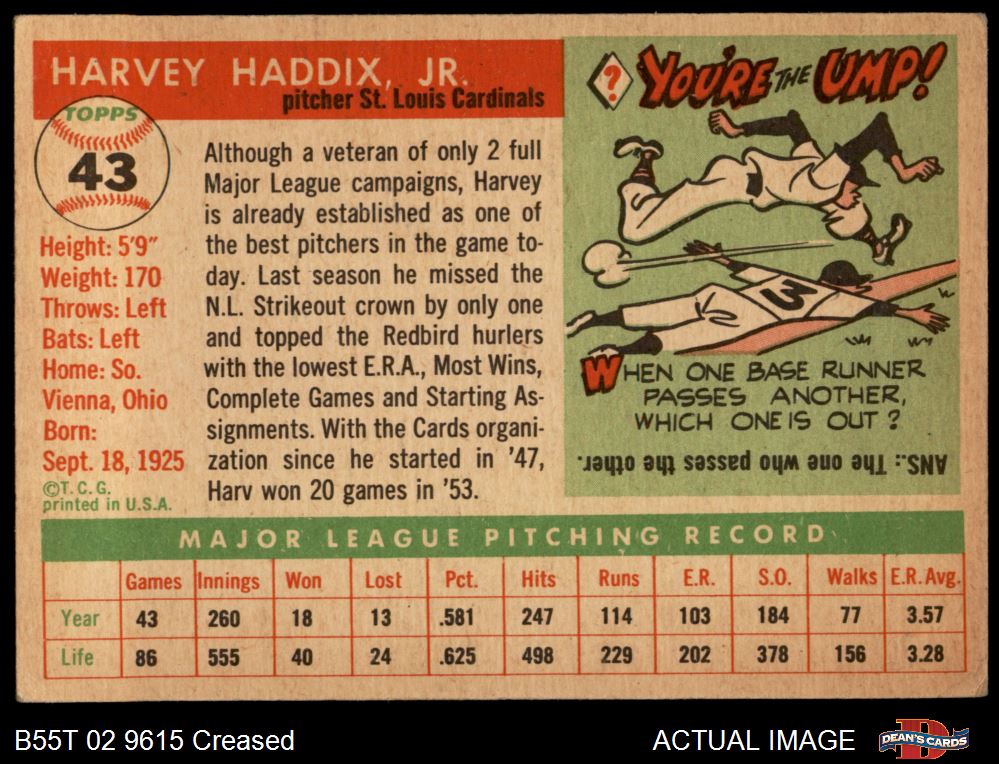 HARVEY HADDIX, JR.
pitcher St. Louis Cardinals
TOPPS
43
Height: 5'9"
Weight: 170
Throws: Left
Bats: Left
Home: So.
Vienna, Ohio
Born:
Sept. 18, 1925
©T. C. G.
printed in U.S.A.
Although a veteran of only 2 full
Major League campaigns, Harvey
is already established as one of
the best pitchers in the game to-
day. Last season he missed the
N.L. Strikeout crown by only one
and topped the Redbird hurlers
with the lowest E.R.A., Most Wins,
Complete Games and Starting As-
signments. With the Cards organi-
zation since he started in '47,
Harv won 20 games in '53.
? YOU'RE THE UMP!
3
WHEN ONE BASE RUNNER
PASSES ANOTHER,
WHICH ONE IS OUT?
ANS.: The one who passes the other.
MAJOR LEAGUE PITCHING RECORD
Games Innings Won Lost Pct. Hits Runs E.R. S.O. Walks E.R. Avg.
Year 43 260 18 13 .581 247 114 103 184 77 3.57
Life 86 555 40 24 .625 498 229 202 378 156 3.28
B55T 02 9615 Creased
ACTUAL IMAGE
D
DEAN'S CARDS